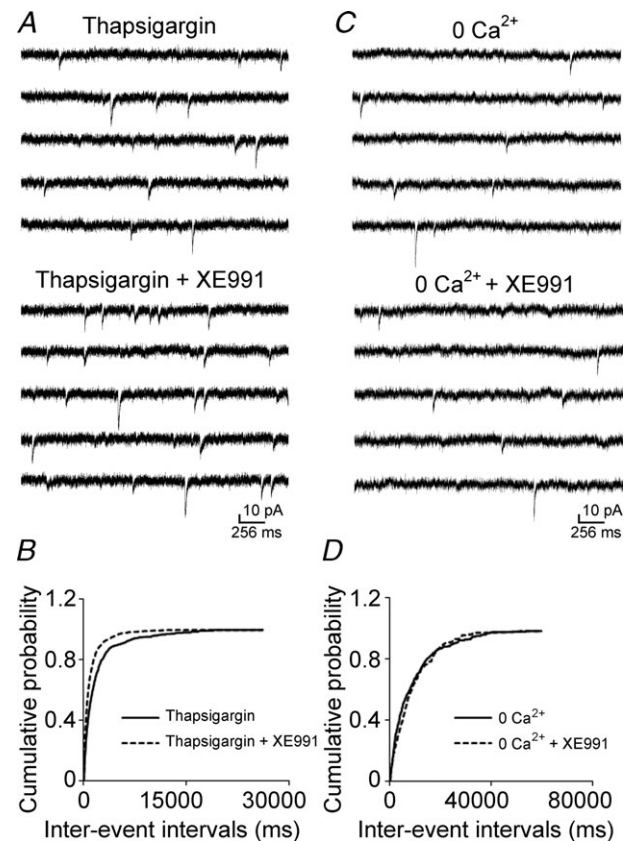 A
Thapsigargin
Thapsigargin + XE991
10 pA
256 ms
C
0 Ca²⁺
0 Ca²⁺ + XE991
10 pA
256 ms
B
Cumulative probability
1.2
0.8
0.4
0
Thapsigargin
Thapsigargin + XE991
0 15000 30000
Inter-event intervals (ms)
D
Cumulative probability
1.2
0.8
0.4
0
0 Ca²⁺
0 Ca²⁺ + XE991
0 40000 80000
Inter-event intervals (ms)